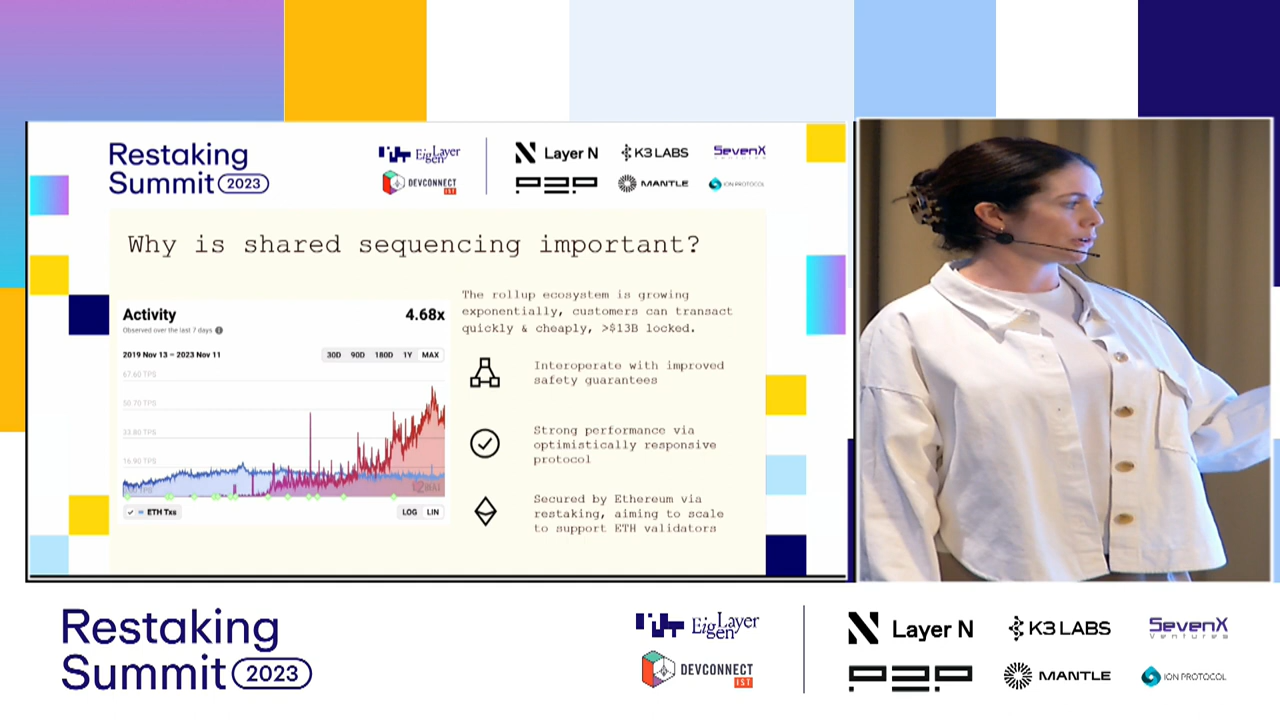 Restaking
Summit 2023
EigenLayer
DEVCONNECT
IST
Layer N
K3 LABS
SevenX
Ventures
P2P
MANTLE
ION PROTOCOL
Why is shared sequencing important?
Activity
4.68x
Observed over the last 7 days
2019 Nov 13 – 2023 Nov 11
30D 90D 180D 1Y MAX
67.60 TPS
50.70 TPS
33.80 TPS
16.90 TPS
L2BEAT
ETH Txs
LOG LIN
The rollup ecosystem is growing
exponentially, customers can transact
quickly & cheaply, >$13B locked.
Interoperate with improved
safety guarantees
Strong performance via
optimistically responsive
protocol
Secured by Ethereum via
restaking, aiming to scale
to support ETH validators
Restaking
Summit 2023
EigenLayer
DEVCONNECT
IST
Layer N
K3 LABS
SevenX
Ventures
P2P
MANTLE
ION PROTOCOL